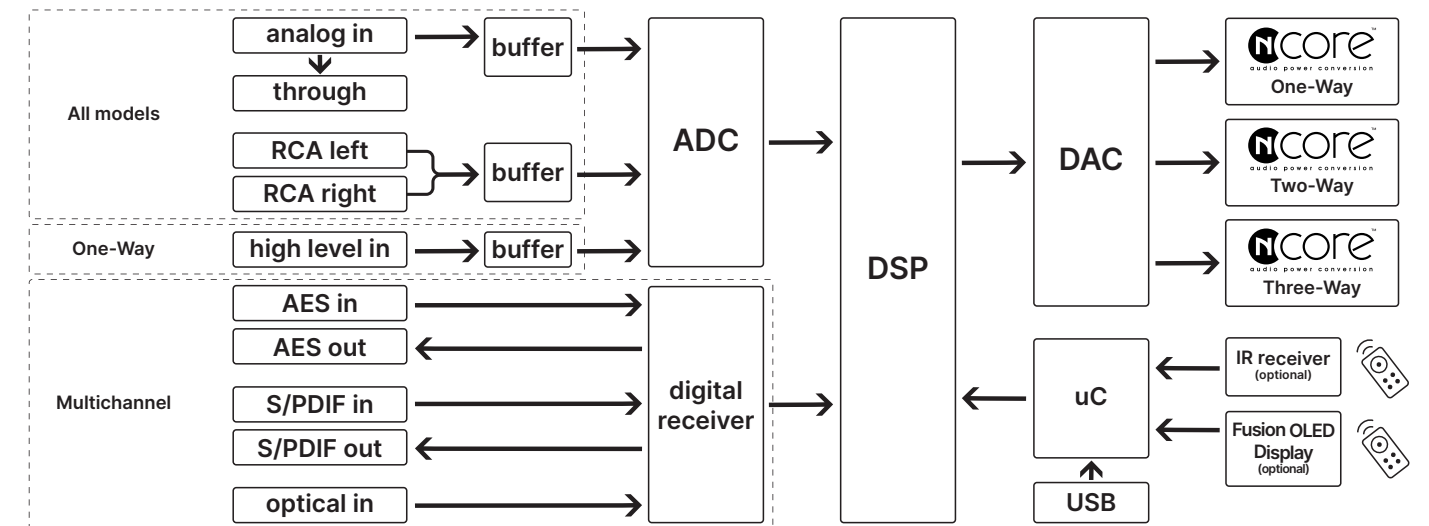 All models
analog in
through
RCA left
RCA right
buffer
buffer
One-Way
high level in
buffer
ADC
Multichannel
AES in
AES out
S/PDIF in
S/PDIF out
optical in
digital
receiver
DSP
DAC
Ncore™
audio power conversion
One-Way
Ncore™
audio power conversion
Two-Way
Ncore™
audio power conversion
Three-Way
uC
USB
IR receiver
(optional)
Fusion OLED
Display
(optional)